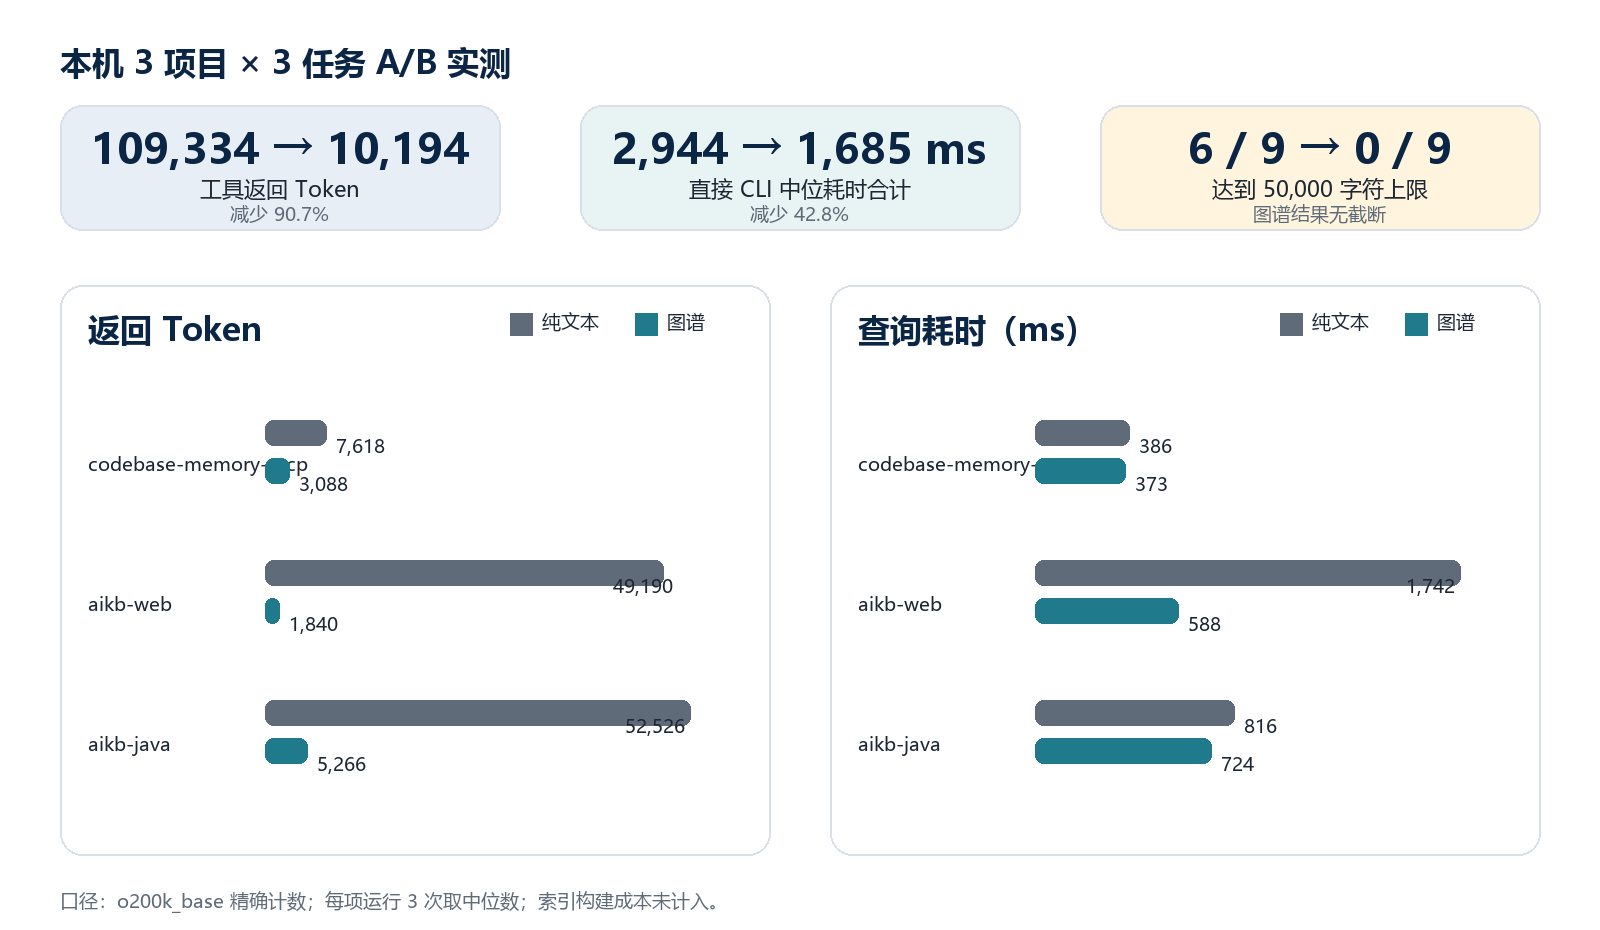 本机 3 项目 × 3 任务 A/B 实测
109,334 → 10,194
工具返回 Token
减少 90.7%
2,944 → 1,685 ms
直接 CLI 中位耗时合计
减少 42.8%
6 / 9 → 0 / 9
达到 50,000 字符上限
图谱结果无截断
返回 Token
纯文本
图谱
codebase-memory-cp
7,618
3,088
aikb-web
49,190
1,840
aikb-java
52,526
5,266
查询耗时（ms）
纯文本
图谱
codebase-memory-
386
373
aikb-web
1,742
588
aikb-java
816
724
口径：o200k_base 精确计数；每项运行 3 次取中位数；索引构建成本未计入。